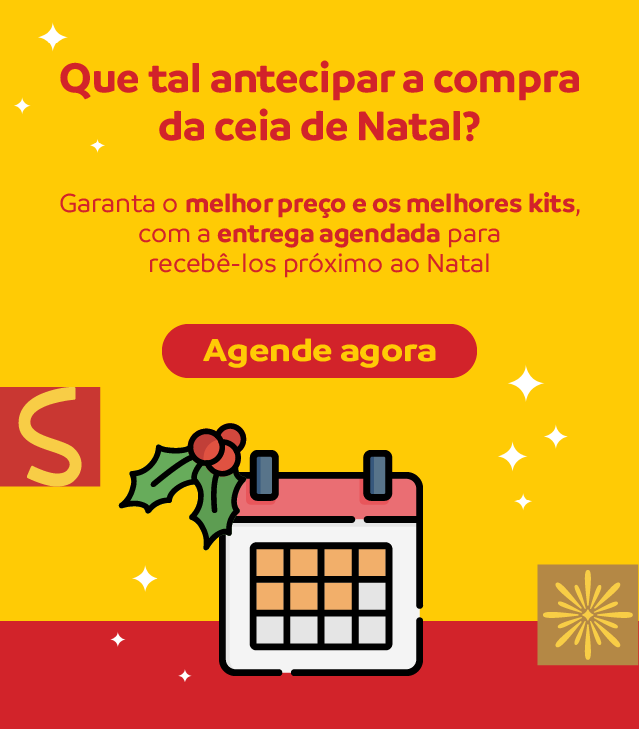 Que tal antecipar a compra
da ceia de Natal?
Garanta o melhor preço e os melhores kits,
com a entrega agendada para
recebê-los próximo ao Natal
Agende agora
S